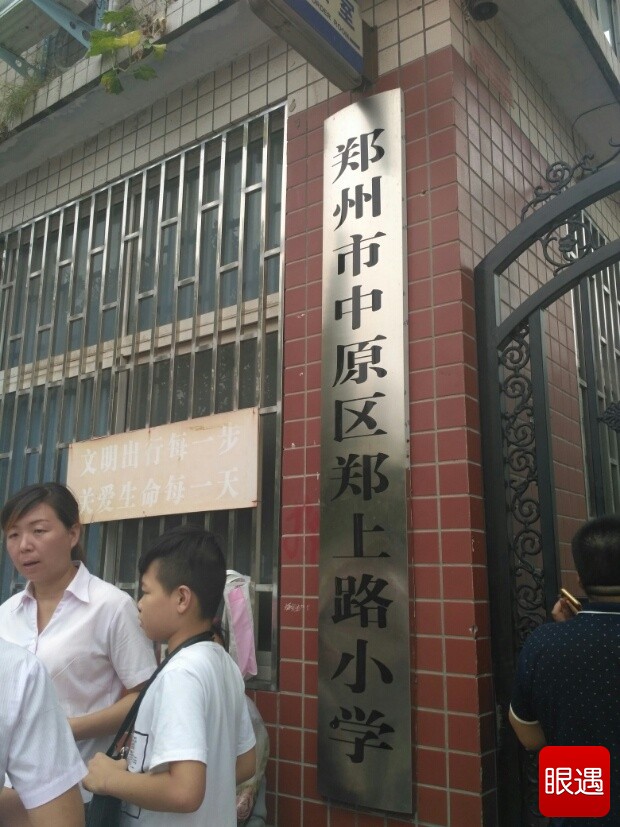 室
郑州市中原区郑上路小学
文明出行每一步
关爱生命每一天
眼遇